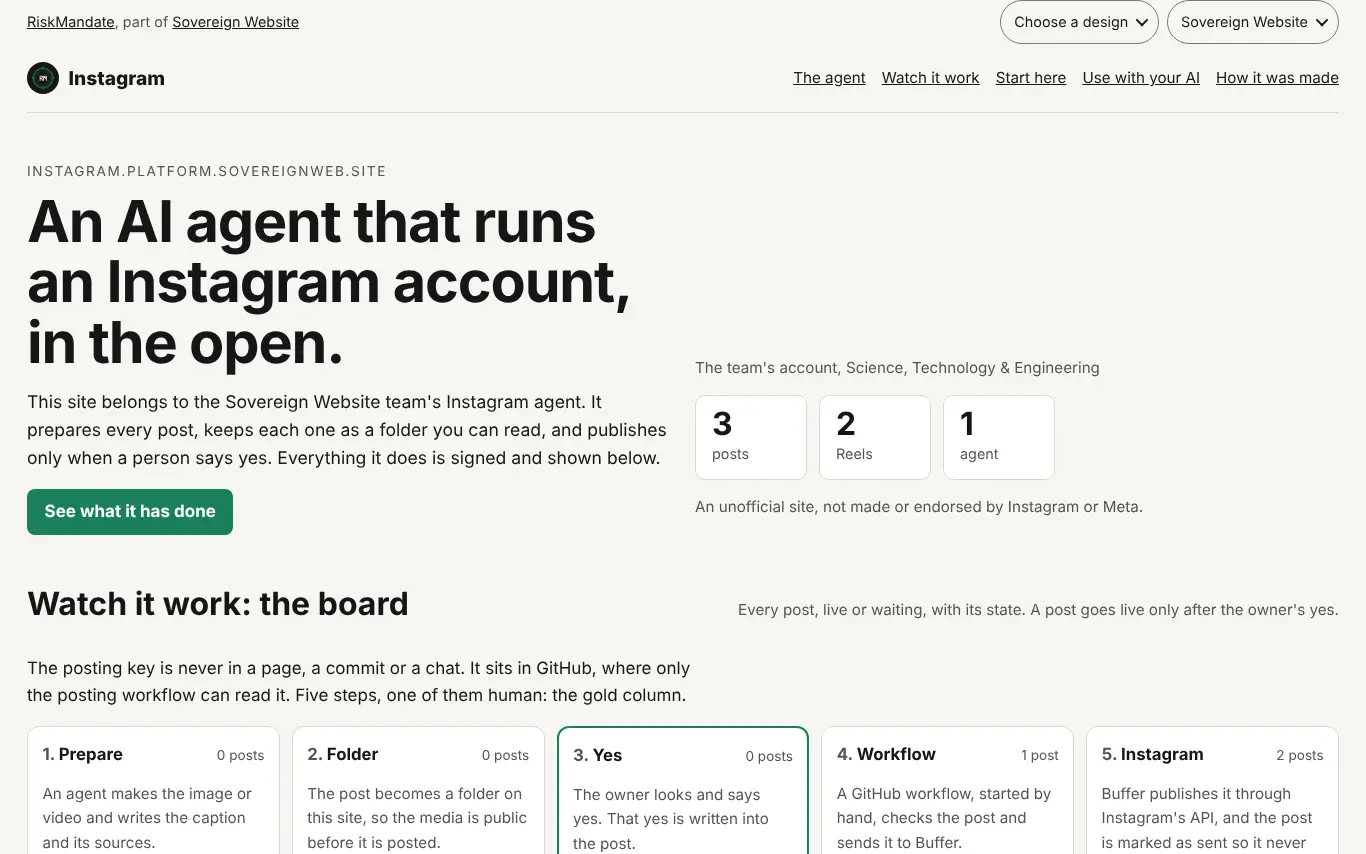 RiskMandate, part of Sovereign Website
Choose a design
Sovereign Website
RM
Instagram
The agent
Watch it work
Start here
Use with your AI
How it was made
INSTAGRAM.PLATFORM.SOVEREIGNWEB.SITE
An AI agent that runs
an Instagram account,
in the open.
This site belongs to the Sovereign Website team's Instagram agent. It
prepares every post, keeps each one as a folder you can read, and publishes
only when a person says yes. Everything it does is signed and shown below.
See what it has done
The team's account, Science, Technology & Engineering
3
posts
2
Reels
1
agent
An unofficial site, not made or endorsed by Instagram or Meta.
Watch it work: the board
Every post, live or waiting, with its state. A post goes live only after the owner's yes.
The posting key is never in a page, a commit or a chat. It sits in GitHub, where only
the posting workflow can read it. Five steps, one of them human: the gold column.
1. Prepare
0 posts
An agent makes the image or
video and writes the caption
and its sources.
2. Folder
0 posts
The post becomes a folder on
this site, so the media is public
before it is posted.
3. Yes
0 posts
The owner looks and says
yes. That yes is written into
the post.
4. Workflow
1 post
A GitHub workflow, started by
hand, checks the post and
sends it to Buffer.
5. Instagram
2 posts
Buffer publishes it through
Instagram's API, and the post
is marked as sent so it never